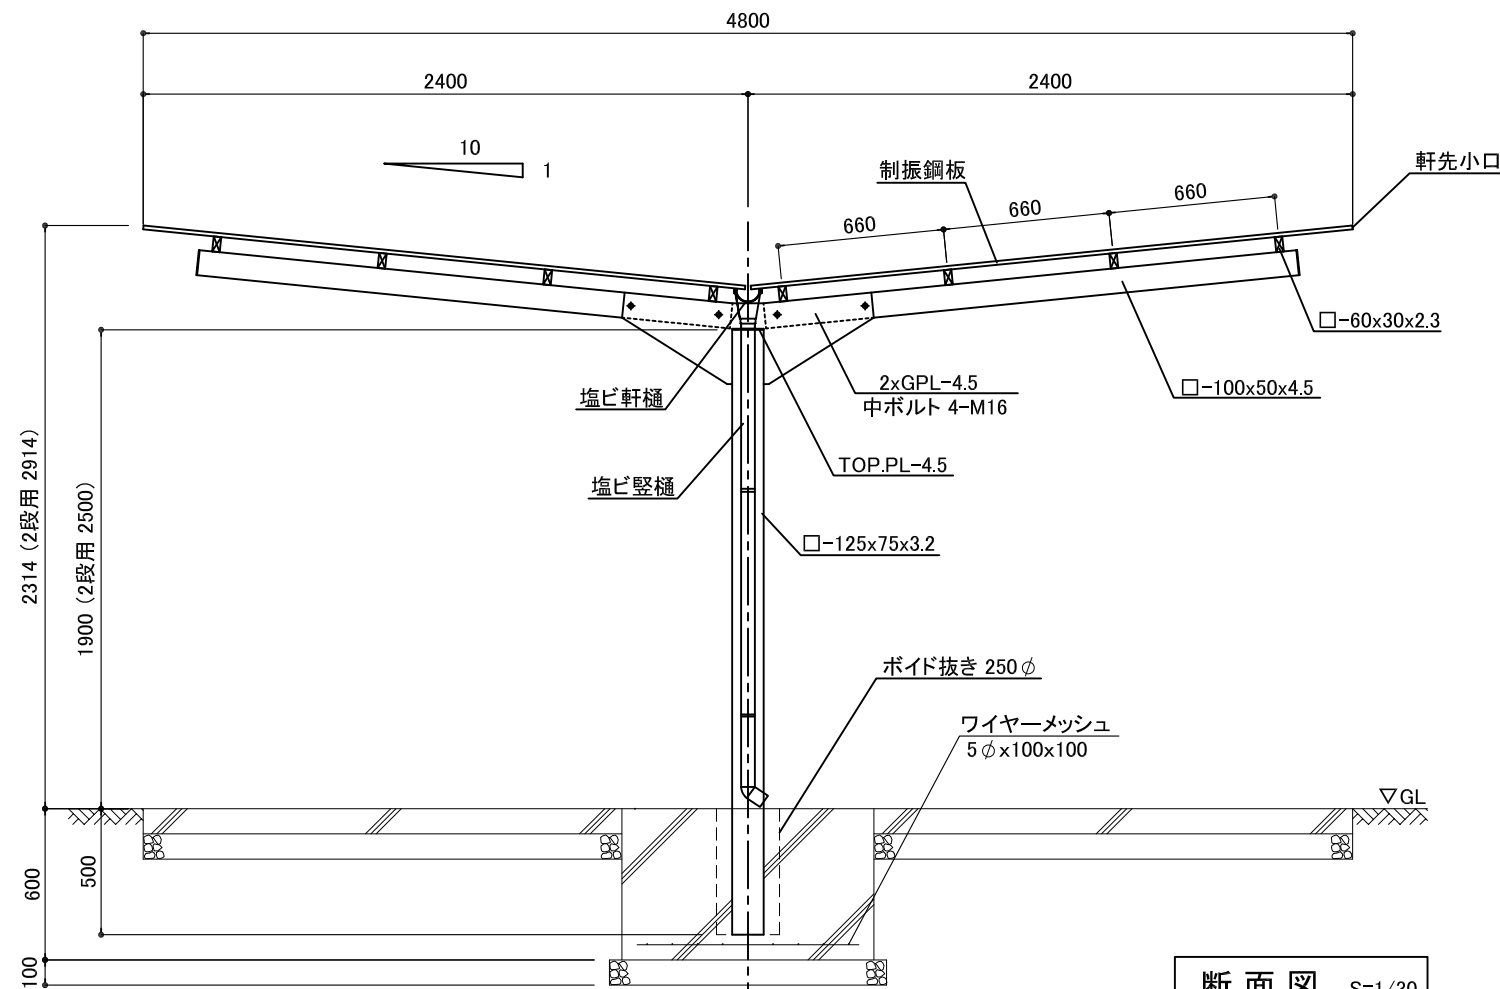 4800
2400
2400
10
1
制振鋼板
軒先小口
660
660
660
□-60x30x2.3
□-100x50x4.5
2xGPL-4.5
中ボルト 4-M16
塩ビ軒樋
TOP.PL-4.5
塩ビ竪樋
□-125x75x3.2
2314 (2段用 2914)
1900 (2段用 2500)
ボイド抜き 250φ
ワイヤーメッシュ
5φx100x100
▽GL
500
600
100
断面図 S=1/30